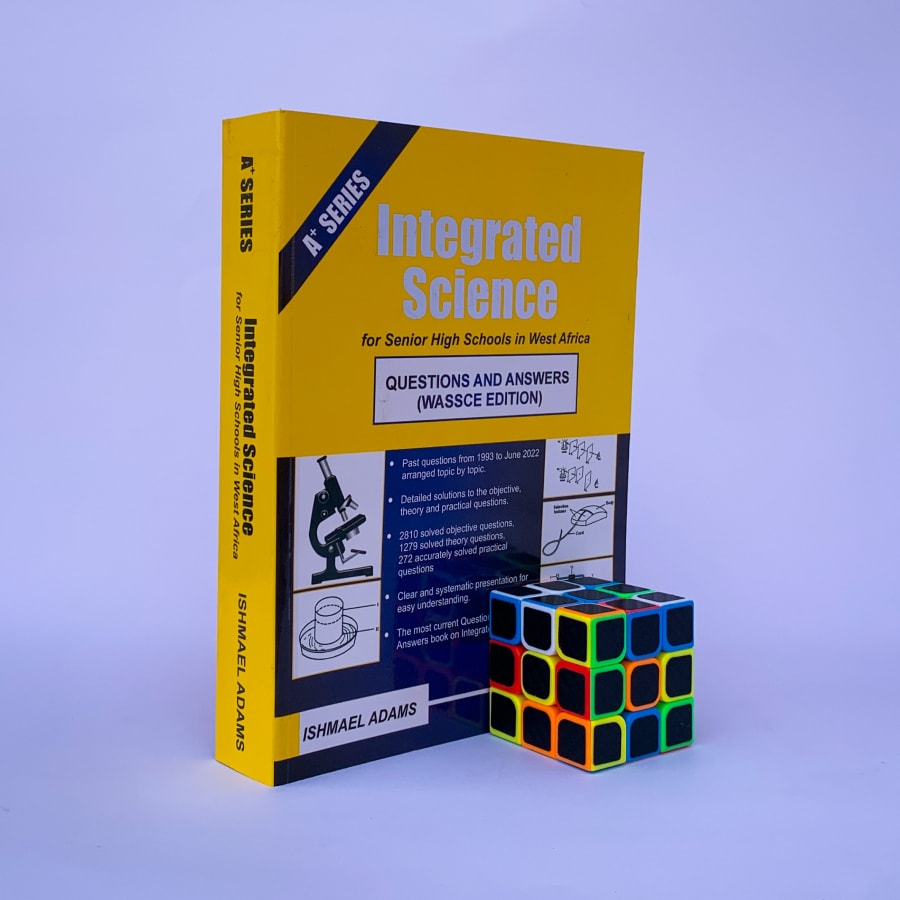 A+ SERIES
Integrated Science
for Senior High Schools in West Africa
ISHMAEL ADAMS
A+ SERIES
Integrated
Science
for Senior High Schools in West Africa
QUESTIONS AND ANSWERS
(WASSCE EDITION)
• Past questions from 1993 to June 2022
arranged topic by topic.
• Detailed solutions to the objective,
theory and practical questions.
• 2810 solved objective questions,
1279 solved theory questions,
272 accurately solved practical
questions
• Clear and systematic presentation for
easy understanding.
• The most current
Answers book on
ISHMAEL ADAMS